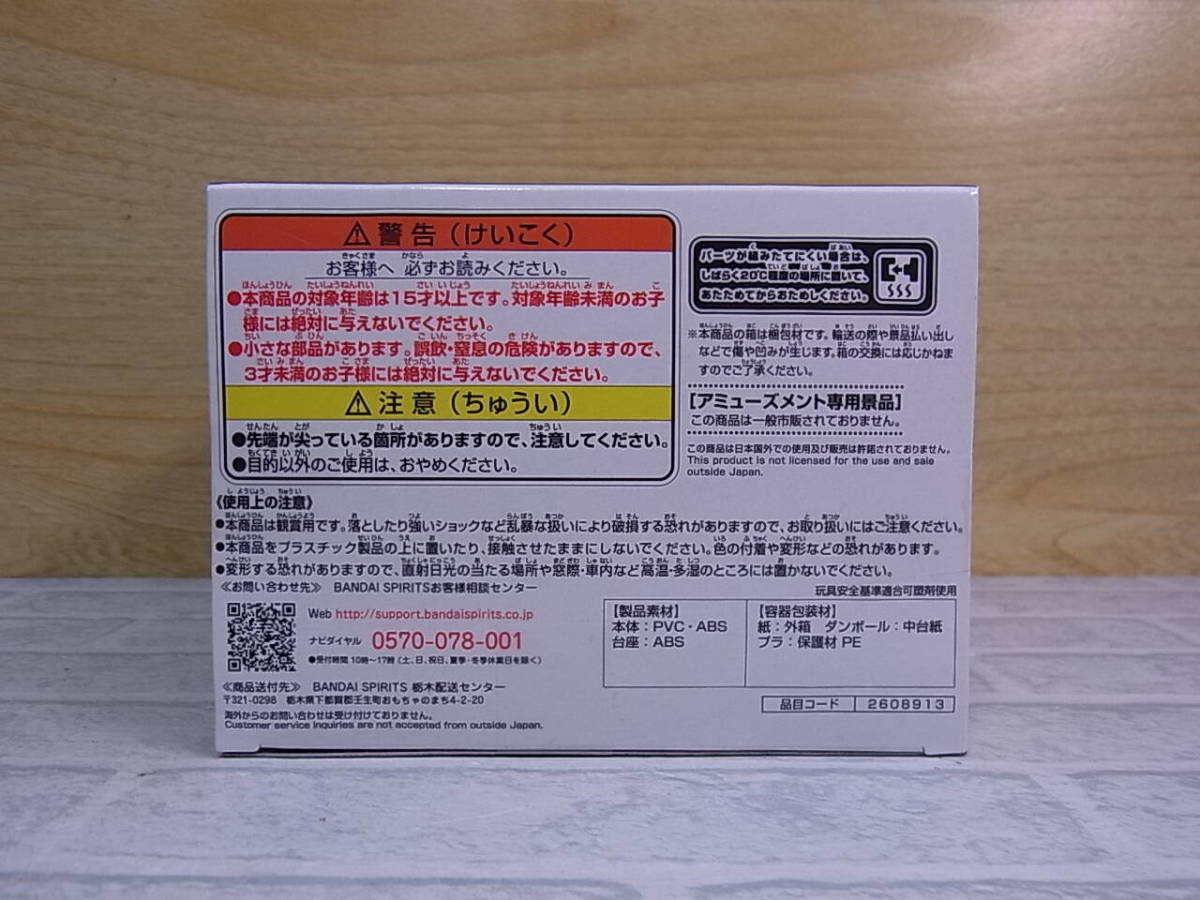 ⚠警告（けいこく）
お客様へ 必ずお読みください。
●本商品の対象年齢は15才以上です。対象年齢未満のお子
様には絶対に与えないでください。
●小さな部品があります。誤飲・窒息の危険がありますので、
3才未満のお子様には絶対に与えないでください。
⚠注意（ちゅうい）
●先端が尖っている箇所がありますので、注意してください。
●目的以外のご使用は、おやめください。
パーツが組みたてにくい場合は、
しばらく20℃程度の場所に置いて、
あたためてからおためしください。
※本商品の箱は梱包材です。輸送の際や景品払い出し
などで傷や凹みが生じます。箱の交換には応じかねま
すのでご了承ください。
［アミューズメント専用景品］
この商品は一般市販されておりません。
この商品は日本国外での使用及び販売は許諾されておりません。
This product is not licensed for the use and sale
outside Japan.
《使用上の注意》
●本商品は観賞用です。落としたり強いショックなど乱暴な扱いにより破損する恐れがありますので、お取り扱いにはご注意ください。
●本商品をプラスチック製品の上に置いたり、接触させたままにしないでください。色の付着や変形などの恐れがあります。
●変形する恐れがありますので、直射日光の当たる場所や窓際・車内など高温・多湿のところには置かないでください。
≪お問い合わせ先≫ BANDAI SPIRITSお客様相談センター
玩具安全基準適合可塑剤使用
Web http://support.bandaispirits.co.jp
ナビダイヤル 0570-078-001
●受付時間 10時〜17時（土、日、祝日、夏季・冬季休業日を除く）
【製品素材】
本体：PVC・ABS
台座：ABS
【容器包装材】
紙：外箱 ダンボール：中台紙
プラ：保護材 PE
≪商品送付先≫ BANDAI SPIRITS 栃木配送センター
〒321-0298 栃木県下都賀郡壬生町おもちゃのまち4-2-20
海外からのお問い合わせは受け付けておりません。
Customer service inquiries are not accepted from outside Japan.
品目コード 2608913